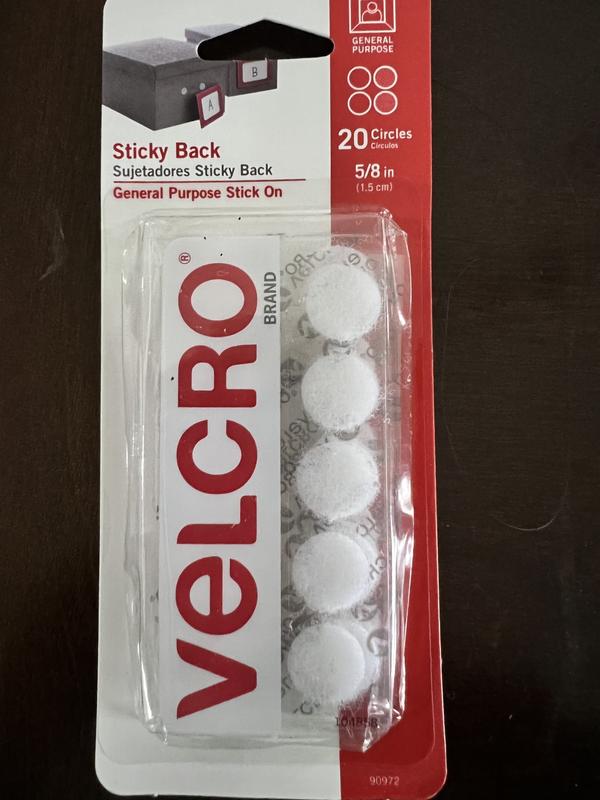 GENERAL
PURPOSE
B
A
20 Circles
Círculos
5/8 in
(1.5 cm)
Sticky Back
Sujetadores Sticky Back
General Purpose Stick On
VELCRO®
BRAND
90972